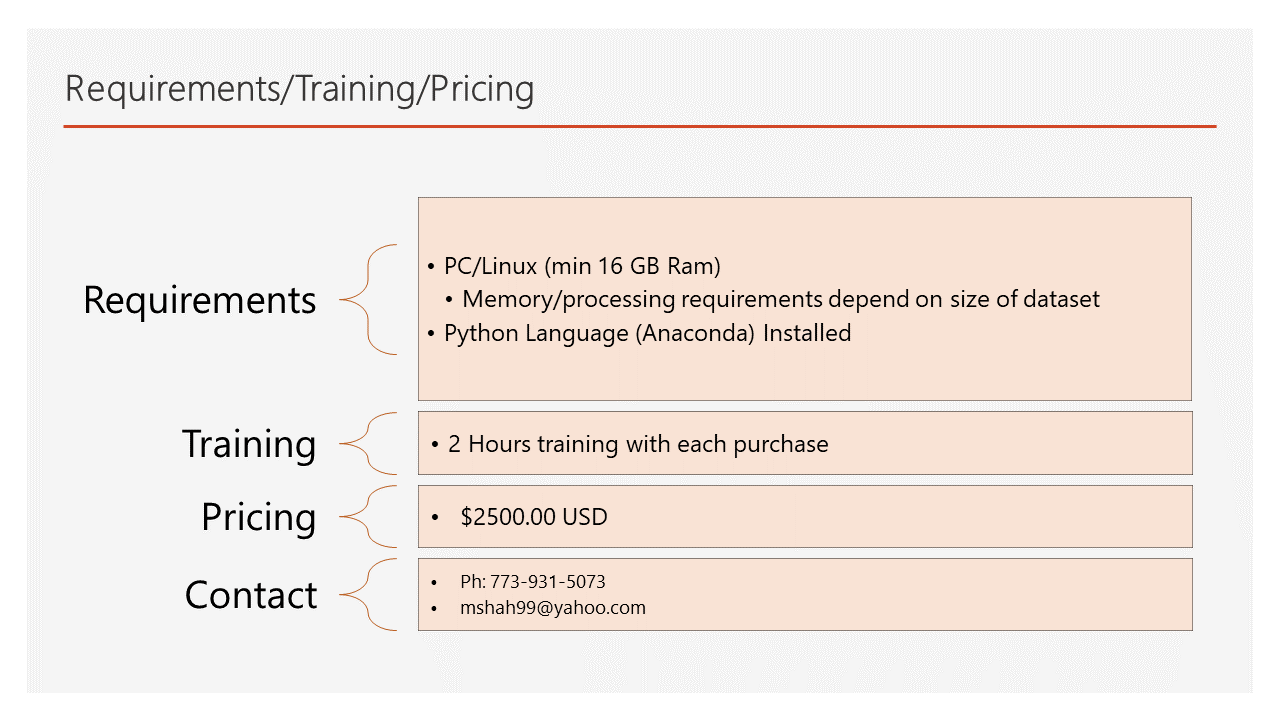 Requirements/Training/Pricing
Requirements
• PC/Linux (min 16 GB Ram)
• Memory/processing requirements depend on size of dataset
• Python Language (Anaconda) Installed
Training
• 2 Hours training with each purchase
Pricing
• $2500.00 USD
Contact
• Ph: 773-931-5073
• mshah99@yahoo.com